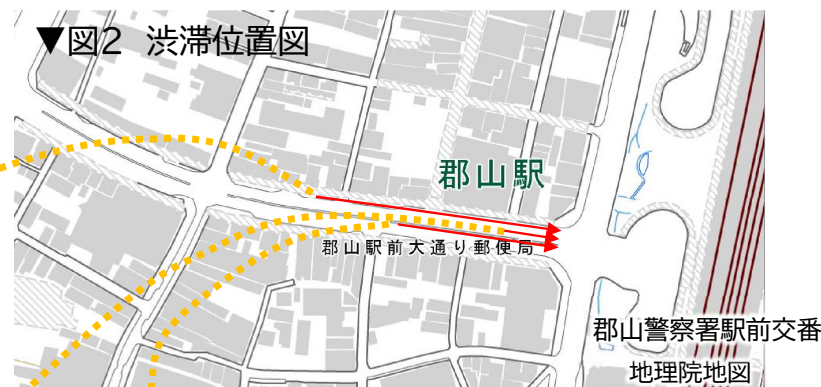 ▼図2 渋滞位置図
郡山駅
郡山駅前大通り郵便局
郡山警察署駅前交番
地理院地図